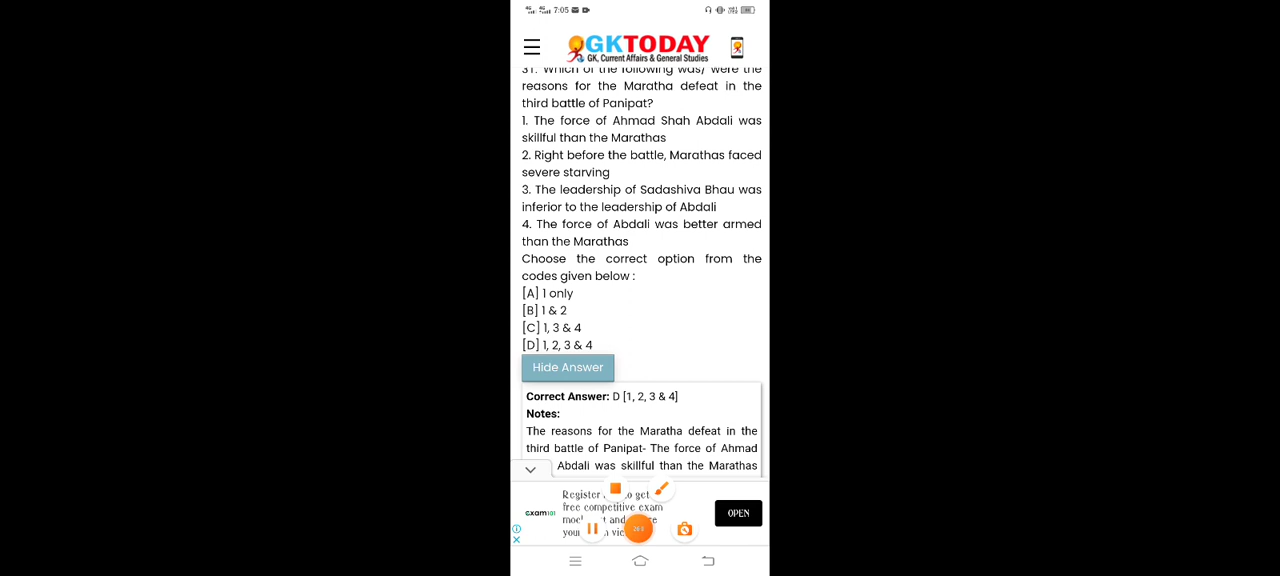 7:05
GKTODAY
GK, Current Affairs & General Studies
31. Which of the following was/ were the
reasons for the Maratha defeat in the
third battle of Panipat?
1. The force of Ahmad Shah Abdali was
skillful than the Marathas
2. Right before the battle, Marathas faced
severe starving
3. The leadership of Sadashiva Bhau was
inferior to the leadership of Abdali
4. The force of Abdali was better armed
than the Marathas
Choose the correct option from the
codes given below :
[A] 1 only
[B] 1 & 2
[C] 1, 3 & 4
[D] 1, 2, 3 & 4
Hide Answer
Correct Answer: D [1, 2, 3 & 4]
Notes:
The reasons for the Maratha defeat in the
third battle of Panipat- The force of Ahmad
Abdali was skillful than the Marathas
Register to get
free competitive exam
exam101
OPEN